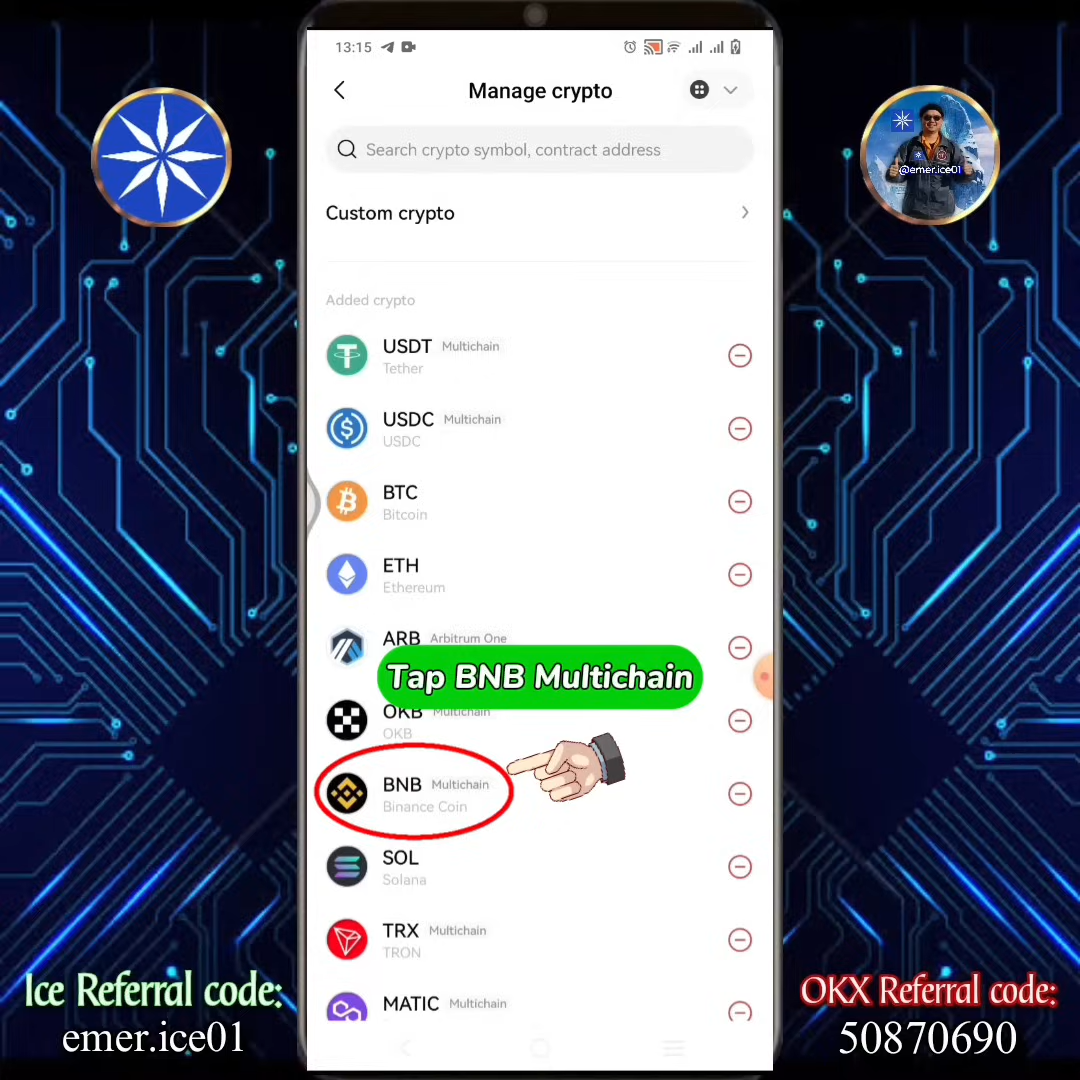 13:15
Manage crypto
Search crypto symbol, contract address
Custom crypto
Added crypto
USDT Multichain
Tether
USDC Multichain
USDC
BTC
Bitcoin
ETH
Ethereum
ARB Arbitrum One
Tap BNB Multichain
OKB Multichain
OKB
BNB Multichain
Binance Coin
SOL
Solana
TRX Multichain
TRON
MATIC Multichain
@emer.ice01
Ice Referral code:
emer.ice01
OKX Referral code:
50870690